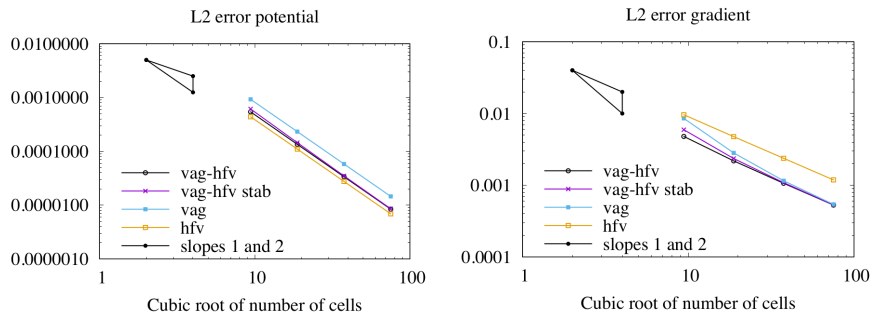 L2 error potential
0.0100000
0.0010000
0.0001000
0.0000100
0.0000010
vag-hfv
vag-hfv stab
vag
hfv
slopes 1 and 2
1 10 100
Cubic root of number of cells
L2 error gradient
0.1
0.01
0.001
0.0001
vag-hfv
vag-hfv stab
vag
hfv
slopes 1 and 2
1 10 100
Cubic root of number of cells